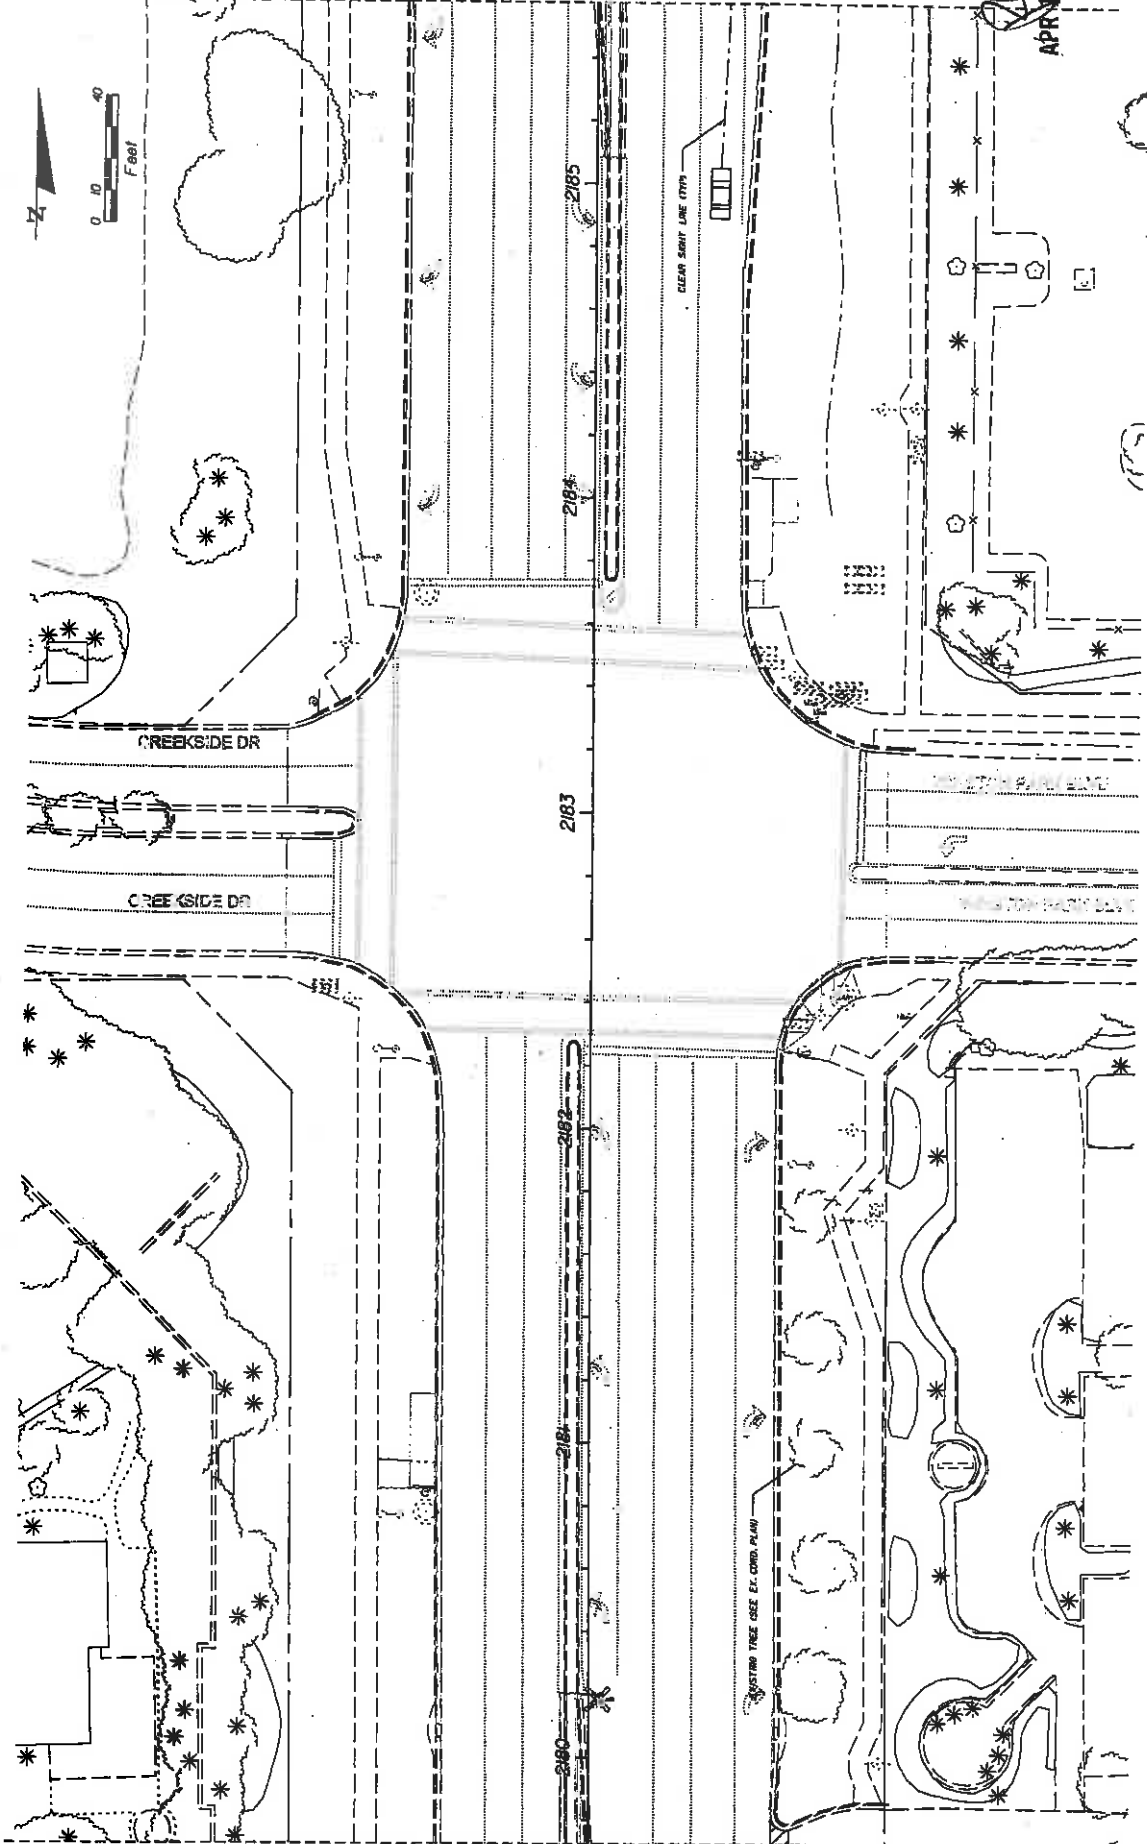 APR
N
0 10 40
Feet
2185
CLEAR SIGHT LINE (TYP)
2184
CREEKSIDE DR
2183
CREEKSIDE DR
2182
2181
EXISTING TREE (SEE EX. COND. PLAN)
2180